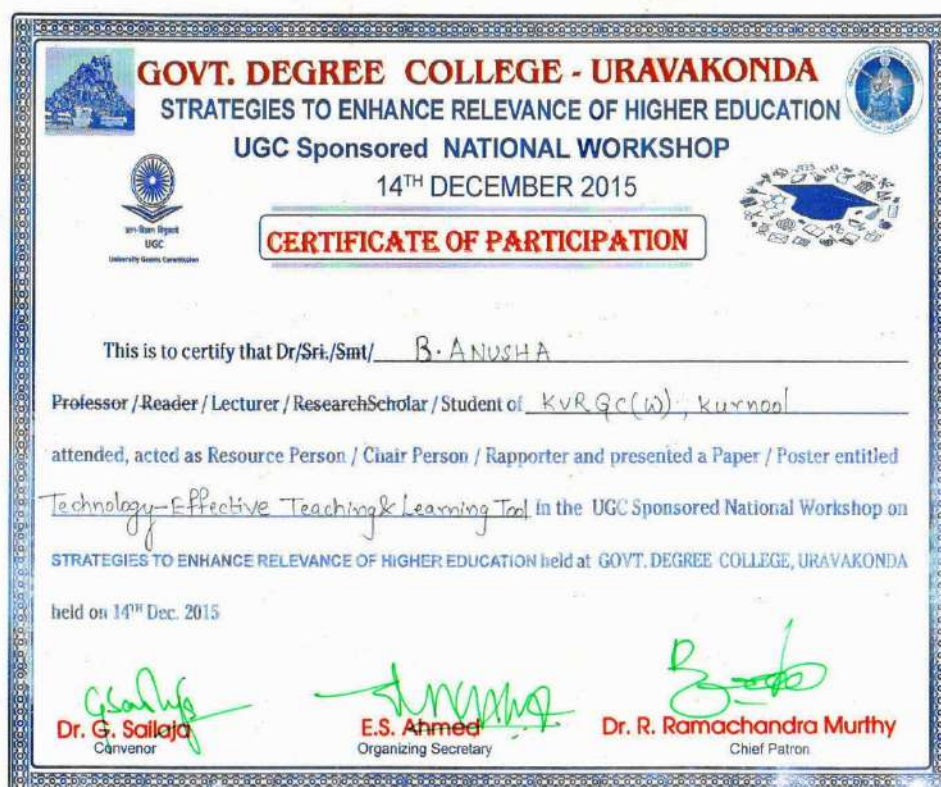 GOVT. DEGREE COLLEGE - URAVAKONDA
STRATEGIES TO ENHANCE RELEVANCE OF HIGHER EDUCATION
UGC Sponsored NATIONAL WORKSHOP
14TH DECEMBER 2015
UGC
University Grants Commission
CERTIFICATE OF PARTICIPATION
This is to certify that Dr/Sri./Smt/ B. ANUSHA
Professor / Reader / Lecturer / ResearchScholar / Student of KVRGC(W), Kurnool
attended, acted as Resource Person / Chair Person / Rapporter and presented a Paper / Poster entitled
Technology-Effective Teaching & Learning Tool in the UGC Sponsored National Workshop on
STRATEGIES TO ENHANCE RELEVANCE OF HIGHER EDUCATION held at GOVT. DEGREE COLLEGE, URAVAKONDA
held on 14TH Dec. 2015
Dr. G. Sailaja
Convenor
E.S. Ahmed
Organizing Secretary
Dr. R. Ramachandra Murthy
Chief Patron